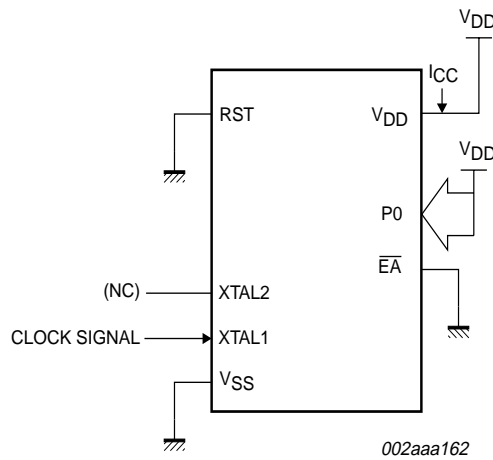 VDD
ICC
RST
VDD
VDD
P0
EA
(NC)
XTAL2
CLOCK SIGNAL
XTAL1
VSS
002aaa162